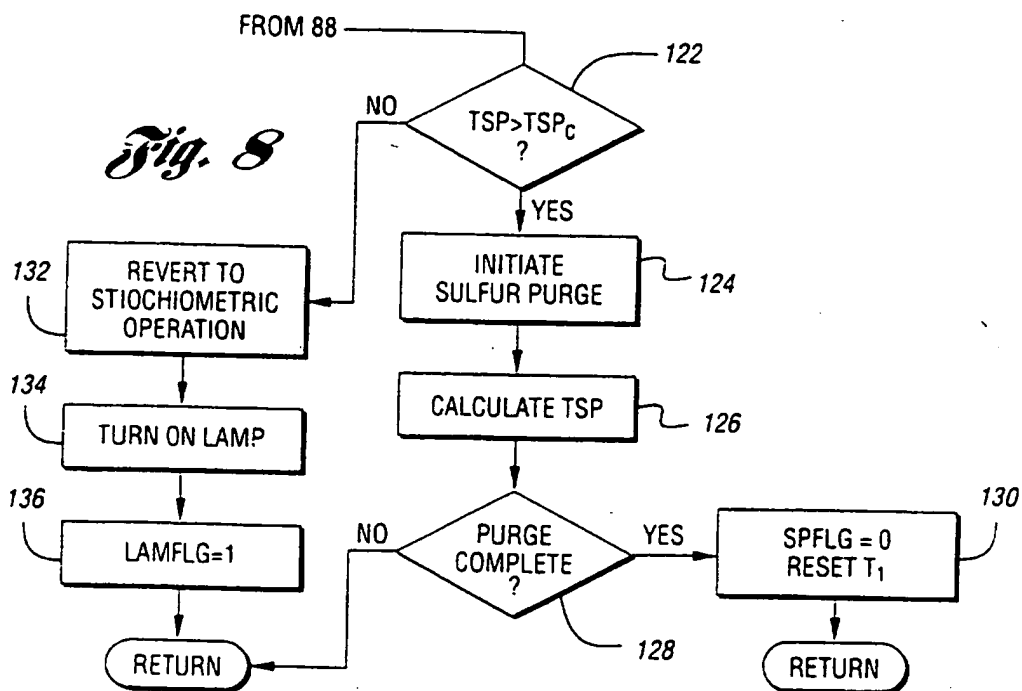 FROM 88
122
NO
TSP>TSPC
?
Fig. 8
YES
132
REVERT TO
STIOCHIOMETRIC
OPERATION
INITIATE
SULFUR PURGE
124
134
TURN ON LAMP
CALCULATE TSP
126
136
LAMFLG=1
NO
PURGE
COMPLETE
?
YES
130
SPFLG = 0
RESET T1
128
RETURN
RETURN